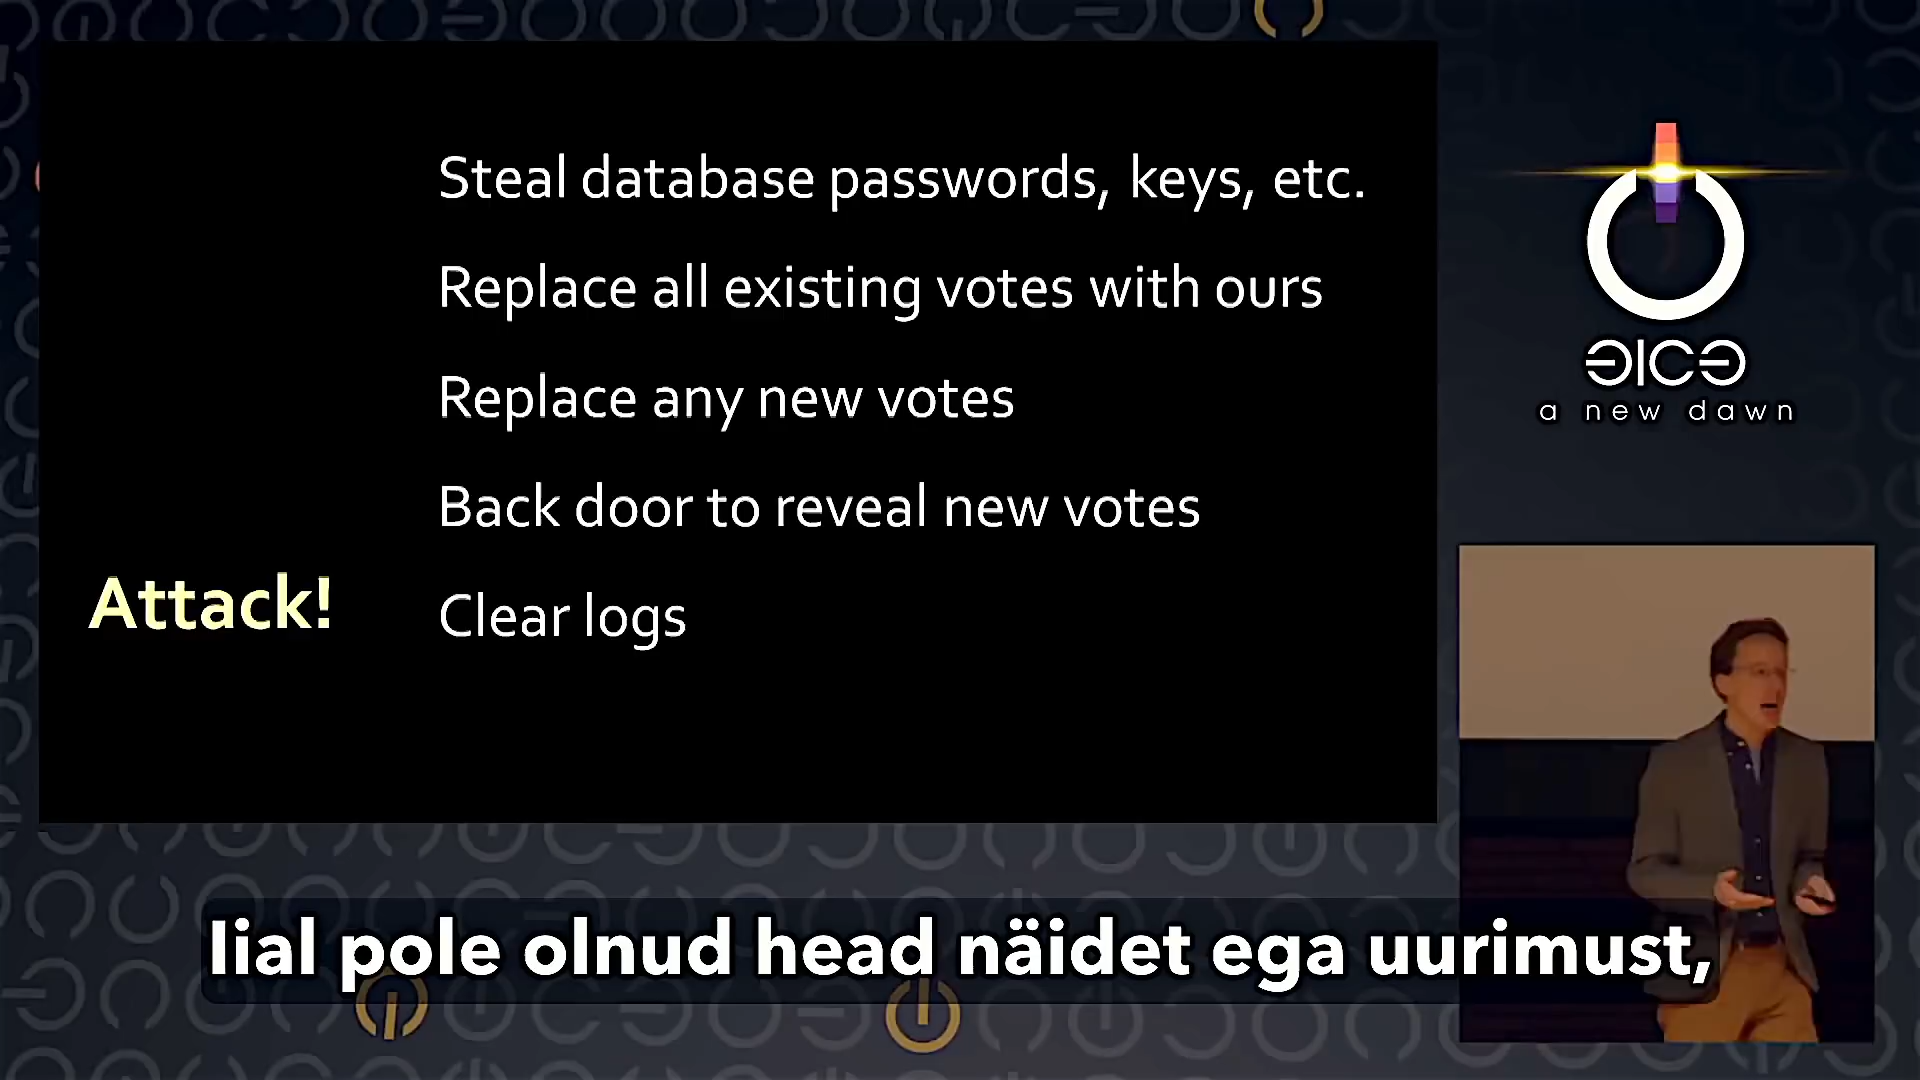 Steal database passwords, keys, etc.
Replace all existing votes with ours
Replace any new votes
Back door to reveal new votes
Attack!
Clear logs
a new dawn
Iial pole olnud head näidet ega uurimust,